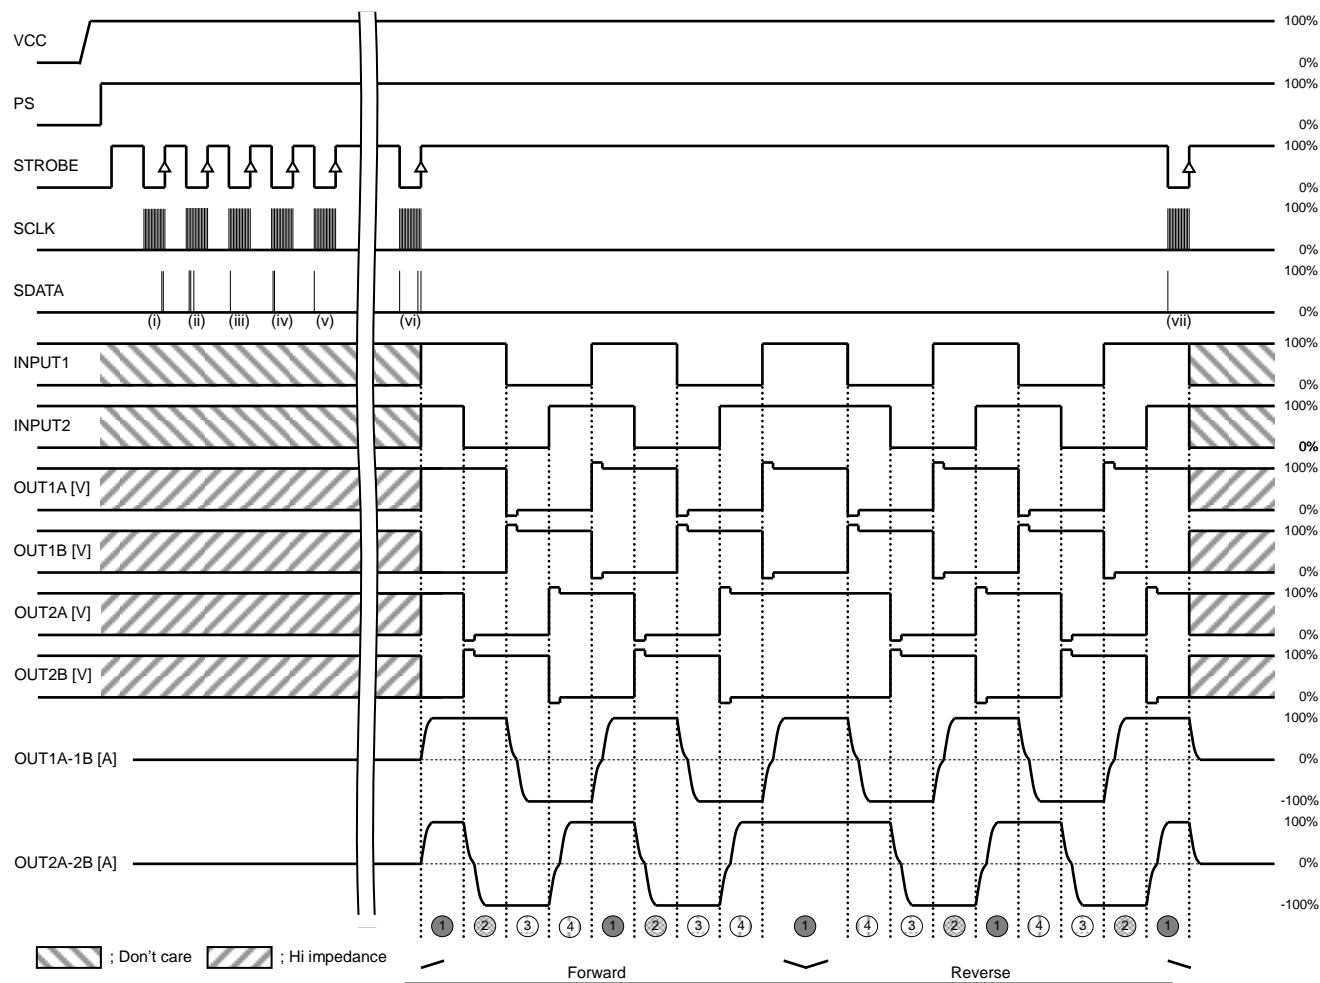 VCC
100%
0%
PS
100%
0%
STROBE
100%
0%
SCLK
100%
0%
SDATA
100%
0%
(i) (ii) (iii) (iv) (v) (vi) (vii)
INPUT1
100%
0%
INPUT2
100%
0%
OUT1A [V]
100%
0%
OUT1B [V]
100%
0%
OUT2A [V]
100%
0%
OUT2B [V]
100%
0%
OUT1A-1B [A]
100%
0%
-100%
OUT2A-2B [A]
100%
0%
-100%
1 2 3 4 1 2 3 4 1 4 3 2 1 4 3 2 1
; Don't care ; Hi impedance
Forward Reverse